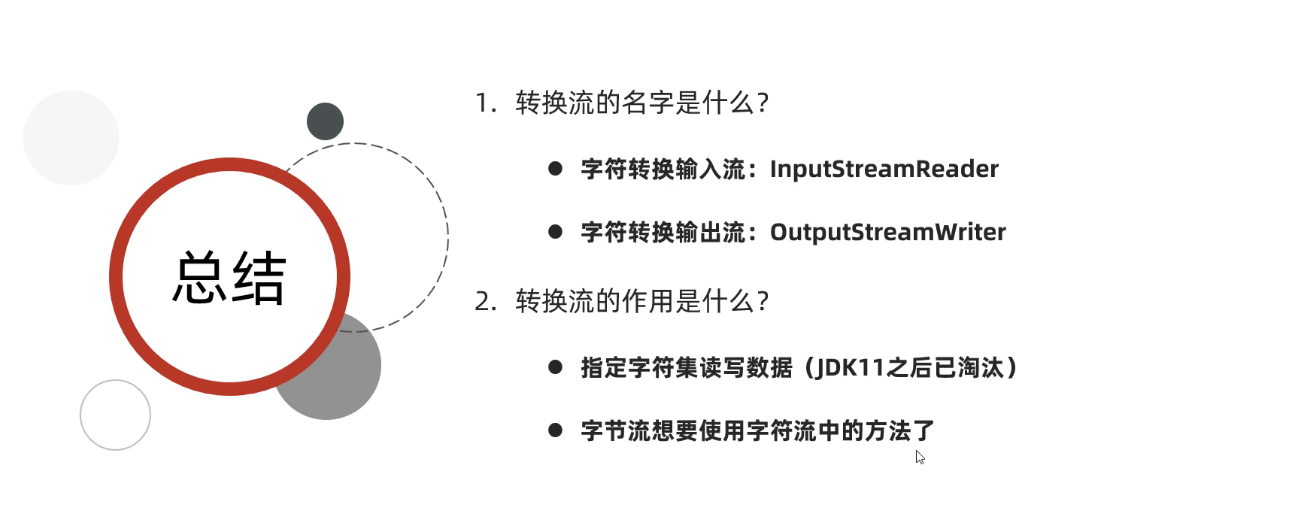 总结
1. 转换流的名字是什么？
● 字符转换输入流：InputStreamReader
● 字符转换输出流：OutputStreamWriter
2. 转换流的作用是什么？
● 指定字符集读写数据（JDK11之后已淘汰）
● 字节流想要使用字符流中的方法了